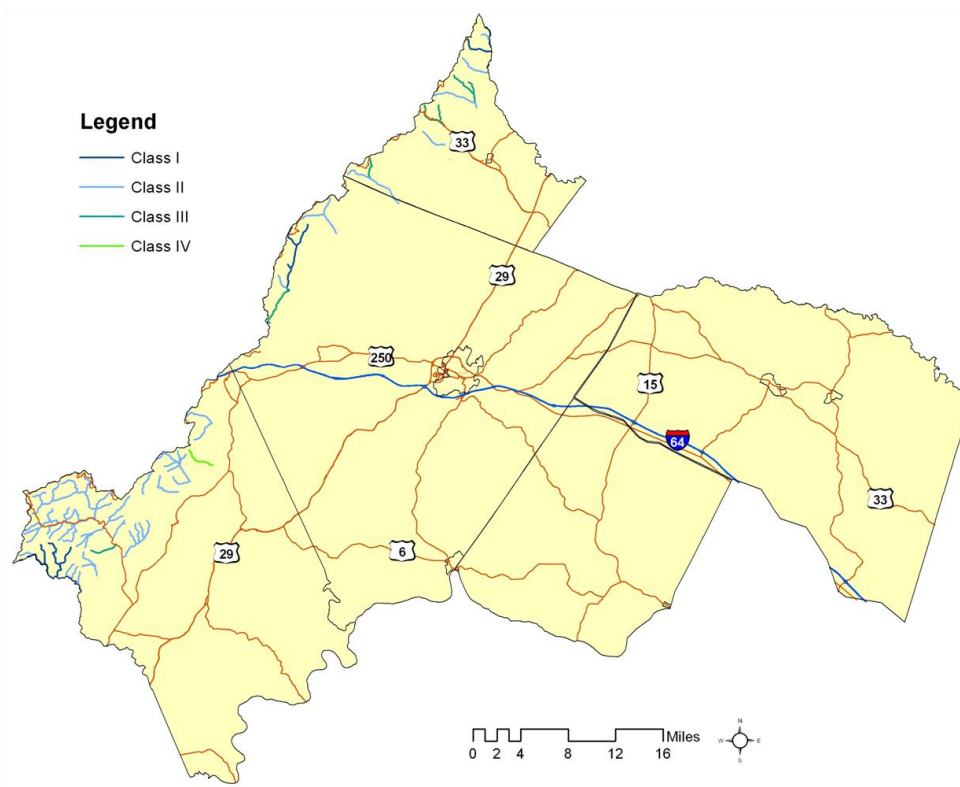 Legend
Class I
Class II
Class III
Class IV
33
29
250
15
64
33
29
6
Miles
0 2 4 8 12 16
N
W E
S